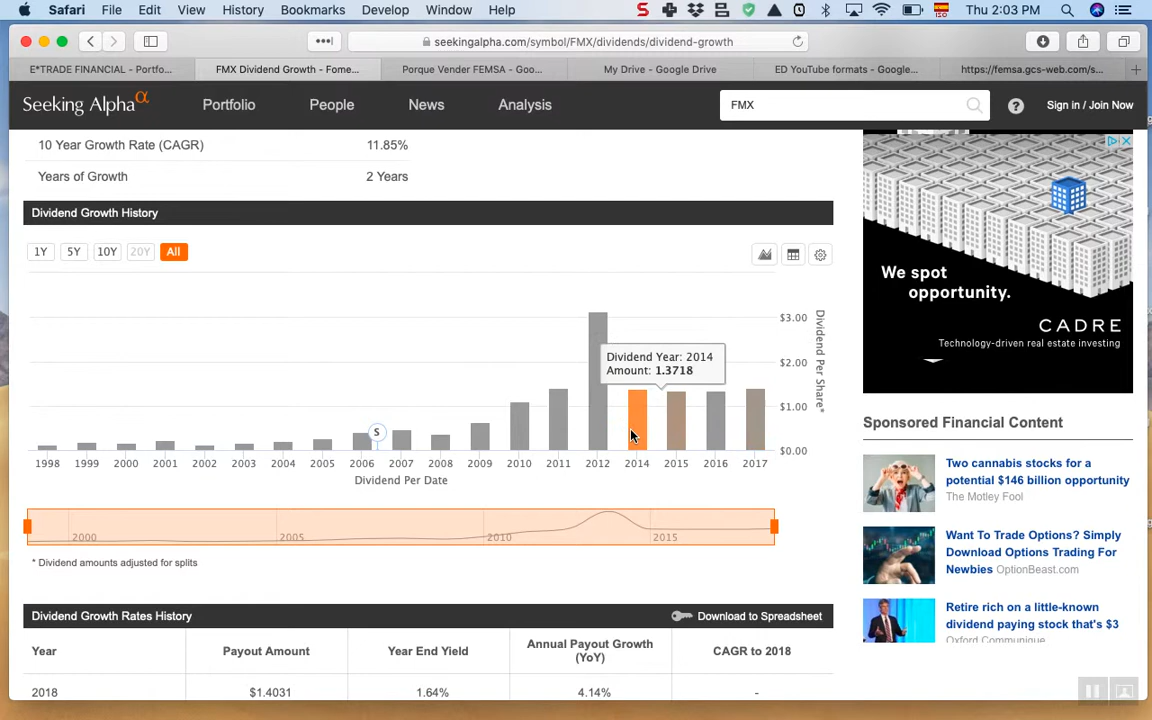 Safari File Edit View History Bookmarks Develop Window Help Thu 2:03 PM
seekingalpha.com/symbol/FMX/dividends/dividend-growth
E*TRADE FINANCIAL - Portfo... FMX Dividend Growth - Fome... Porque Vender FEMSA - Goo... My Drive - Google Drive ED YouTube formats - Google... https://femsa.gcs-web.com/s...
Seeking Alpha α Portfolio People News Analysis FMX ? Sign in / Join Now
10 Year Growth Rate (CAGR) 11.85%
Years of Growth 2 Years
Dividend Growth History
1Y 5Y 10Y 20Y All
$3.00
$2.00
$1.00
$0.00
Dividend Per Share*
Dividend Year: 2014
Amount: 1.3718
S
1998 1999 2000 2001 2002 2003 2004 2005 2006 2007 2008 2009 2010 2011 2012 2014 2015 2016 2017
Dividend Per Date
2000 2005 2010 2015
* Dividend amounts adjusted for splits
Dividend Growth Rates History Download to Spreadsheet
Year Payout Amount Year End Yield Annual Payout Growth (YoY) CAGR to 2018
2018 $1.4031 1.64% 4.14% -
We spot
opportunity.
CADRE
Technology-driven real estate investing
Related Financial Content
Two cannabis stocks for a
potential $146 billion opportunity
The Motley Fool
Want To Trade Options? Simply
Download Options Trading For
Newbies OptionBeast.com
Retire rich on a little-known
dividend paying stock that's $3
Oxford Communique